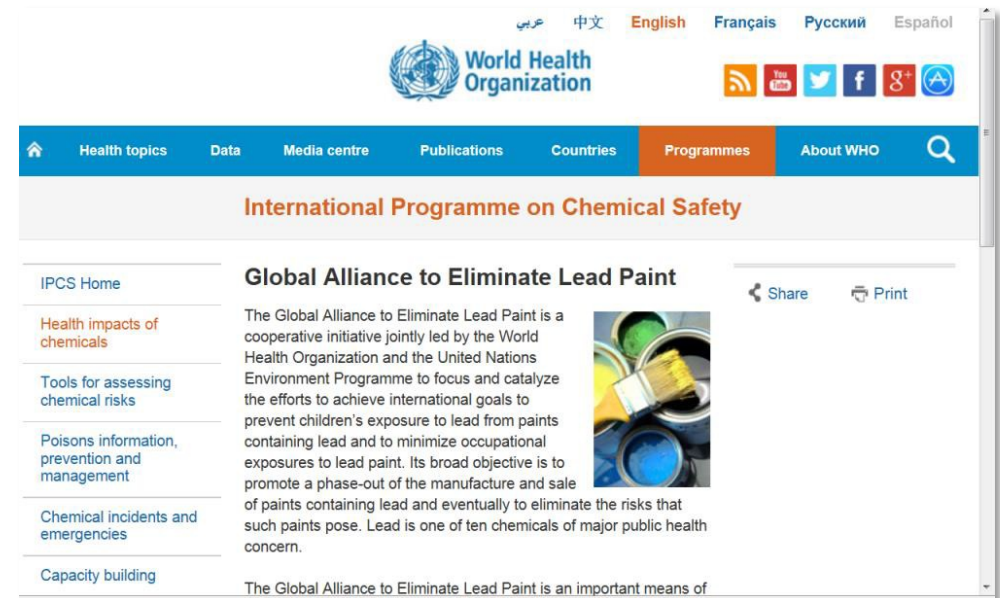 عربي 中文 English Français Русский Español
World Health
Organization
You
Tube
f
g+
Health topics Data Media centre Publications Countries Programmes About WHO
International Programme on Chemical Safety
IPCS Home
Health impacts of
chemicals
Tools for assessing
chemical risks
Poisons information,
prevention and
management
Chemical incidents and
emergencies
Capacity building
Global Alliance to Eliminate Lead Paint
The Global Alliance to Eliminate Lead Paint is a
cooperative initiative jointly led by the World
Health Organization and the United Nations
Environment Programme to focus and catalyze
the efforts to achieve international goals to
prevent children's exposure to lead from paints
containing lead and to minimize occupational
exposures to lead paint. Its broad objective is to
promote a phase-out of the manufacture and sale
of paints containing lead and eventually to eliminate the risks that
such paints pose. Lead is one of ten chemicals of major public health
concern.
The Global Alliance to Eliminate Lead Paint is an important means of
Share Print